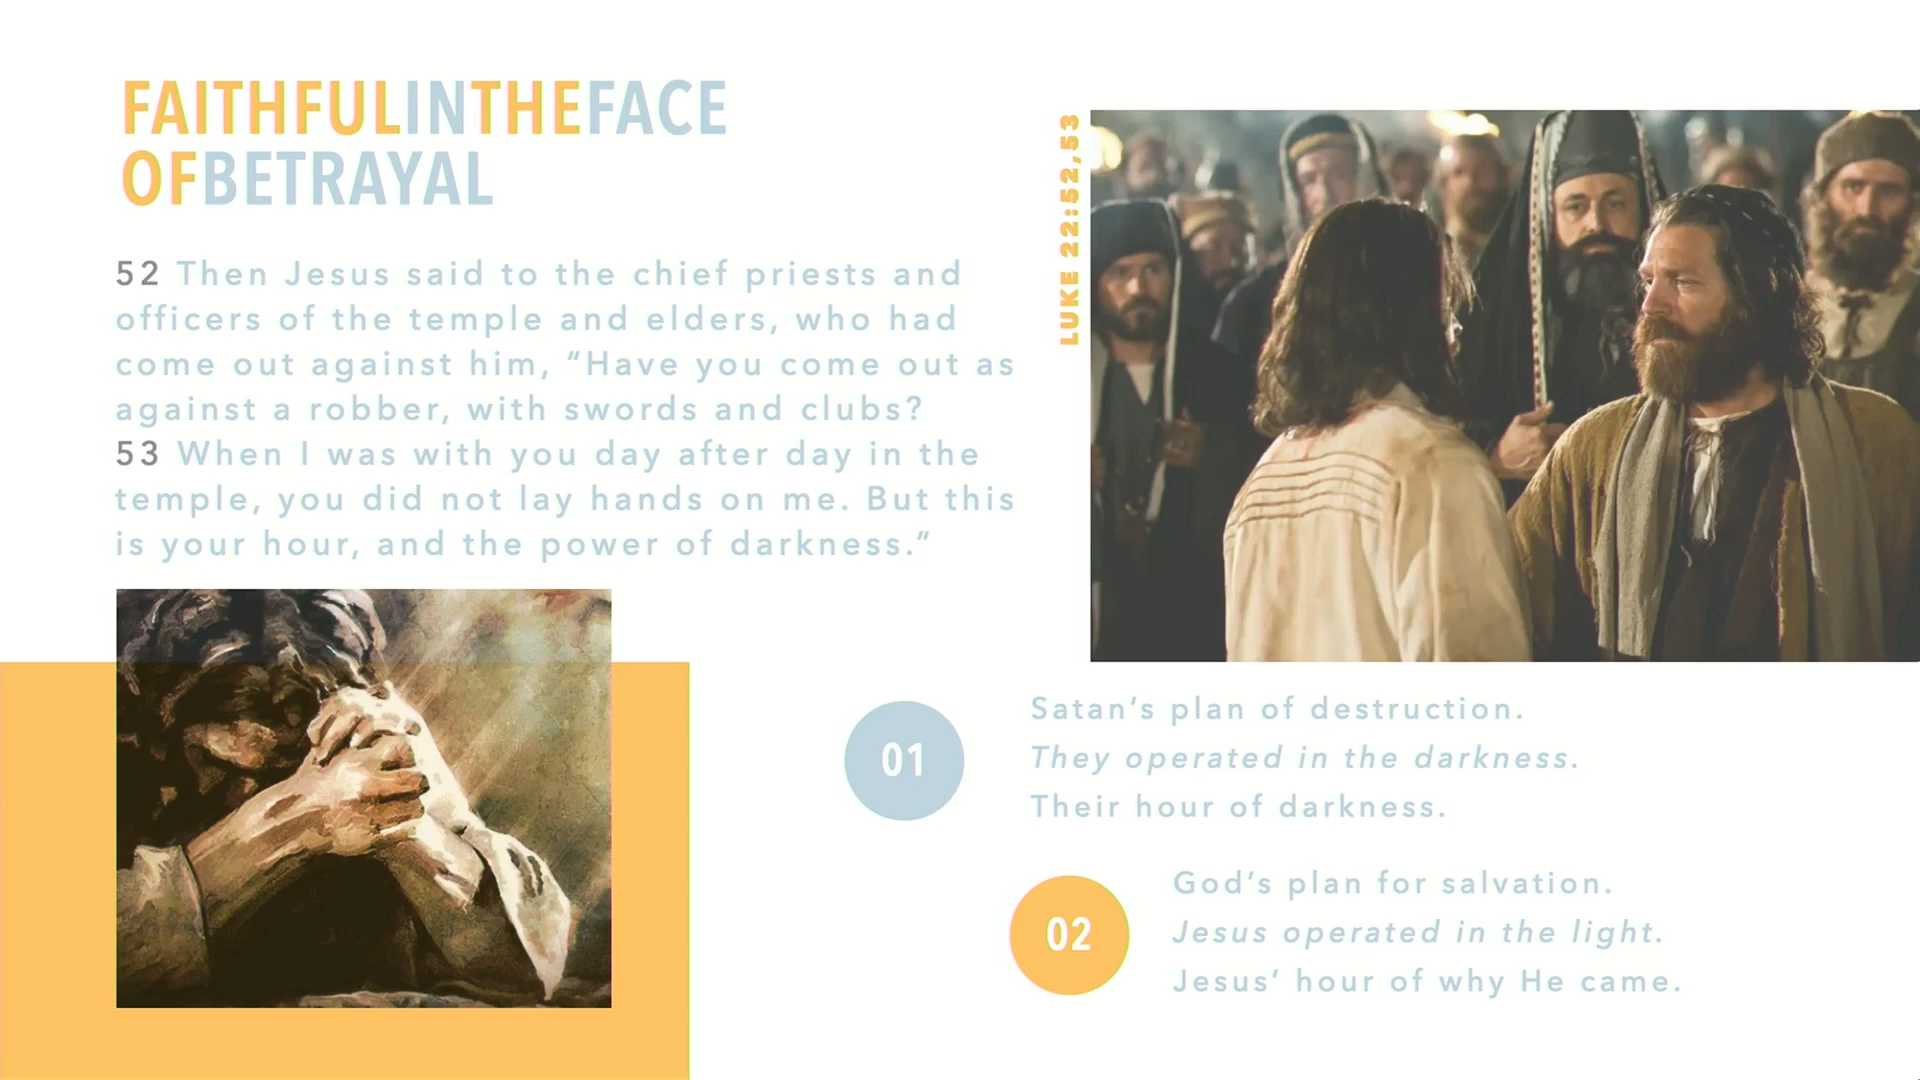 FAITHFULINTHEFACE
OFBETRAYAL
52 Then Jesus said to the chief priests and
officers of the temple and elders, who had
come out against him, “Have you come out as
against a robber, with swords and clubs?
53 When I was with you day after day in the
temple, you did not lay hands on me. But this
is your hour, and the power of darkness.”
LUKE 22:52,53
01
Satan’s plan of destruction.
They operated in the darkness.
Their hour of darkness.
02
God’s plan for salvation.
Jesus operated in the light.
Jesus’ hour of why He came.